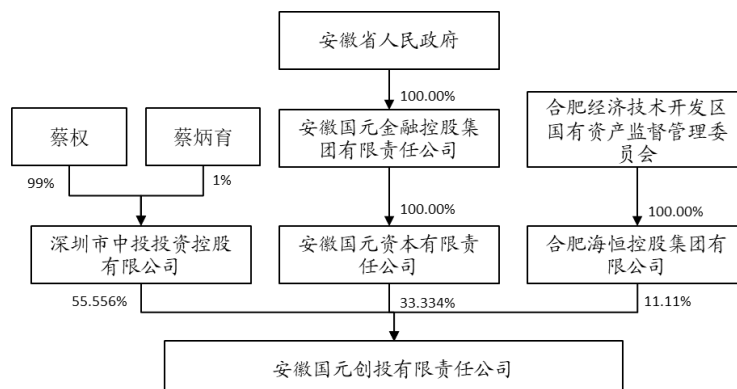 安徽省人民政府
100.00%
蔡权
蔡炳育
安徽国元金融控股集
团有限责任公司
合肥经济技术开发区
国有资产监督管理委
员会
99%
1%
100.00%
100.00%
深圳市中投投资控股
有限公司
安徽国元资本有限责
任公司
合肥海恒控股集团有
限公司
55.556%
33.334%
11.11%
安徽国元创投有限责任公司